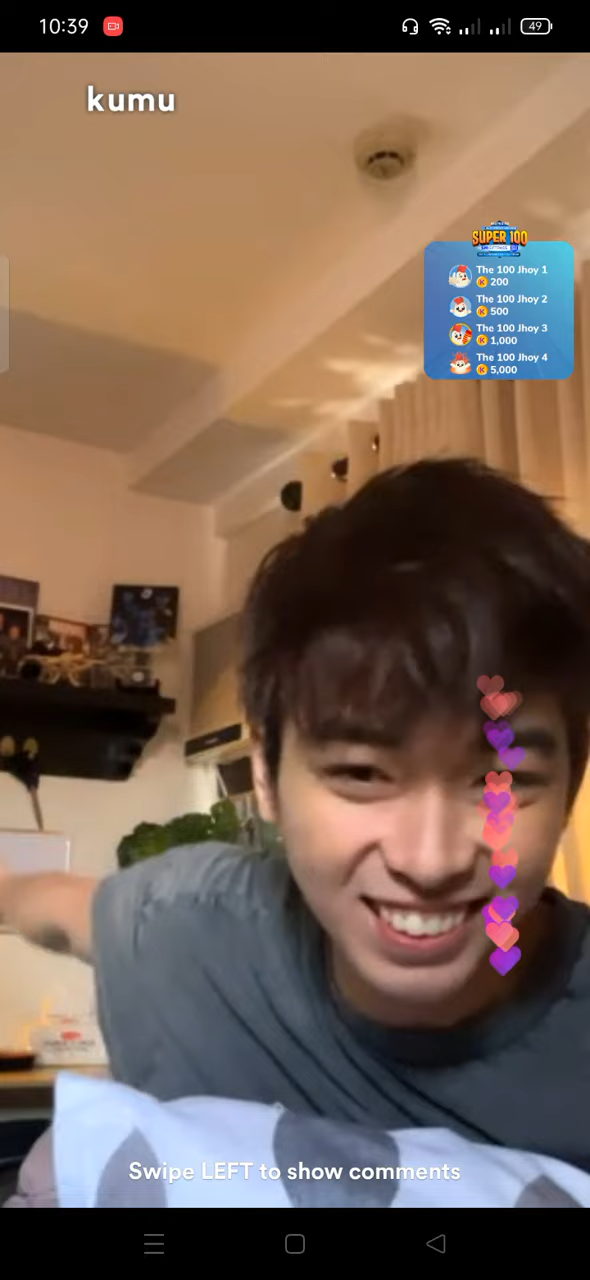 10:39
49
kumu
SUPER 100
The 100 Jhoy 1
200
The 100 Jhoy 2
500
The 100 Jhoy 3
1,000
The 100 Jhoy 4
5,000
Swipe LEFT to show comments